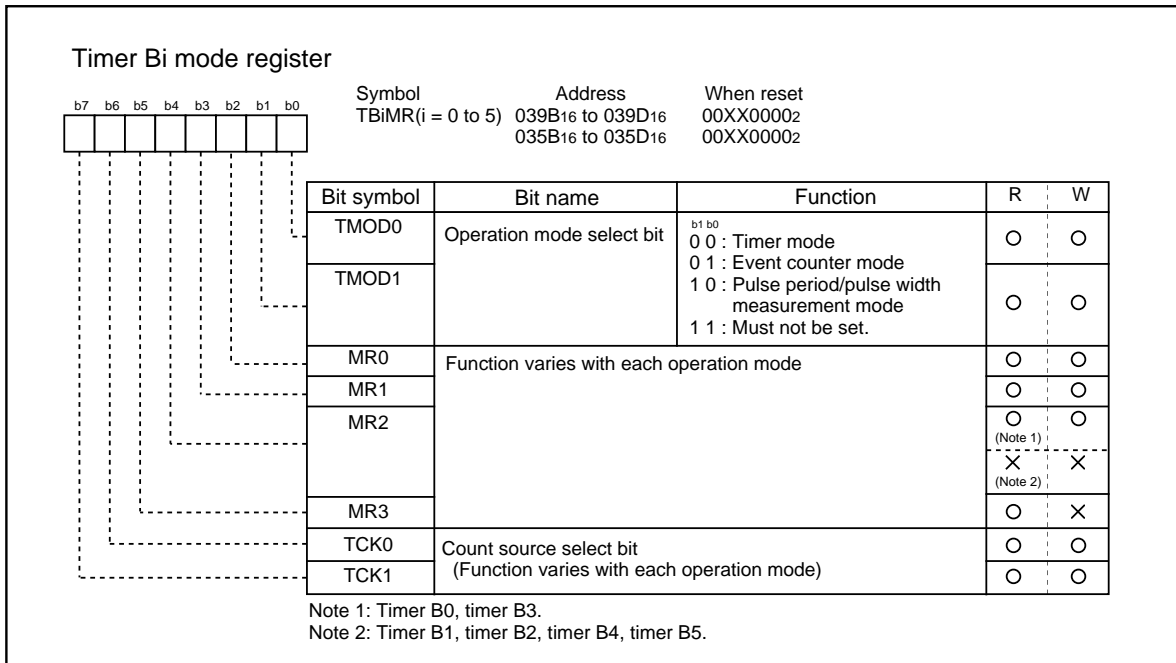 Timer Bi mode register
Symbol Address When reset
TBiMR(i = 0 to 5) 039B16 to 039D16 00XX00002
035B16 to 035D16 00XX00002
b7 b6 b5 b4 b3 b2 b1 b0
Bit symbol Bit name Function R W
TMOD0 Operation mode select bit b1 b0
0 0 : Timer mode
0 1 : Event counter mode
TMOD1 1 0 : Pulse period/pulse width
measurement mode
1 1 : Must not be set.
MR0 Function varies with each operation mode
MR1
MR2
(Note 1)
(Note 2)
MR3
TCK0 Count source select bit
TCK1 (Function varies with each operation mode)
Note 1: Timer B0, timer B3.
Note 2: Timer B1, timer B2, timer B4, timer B5.